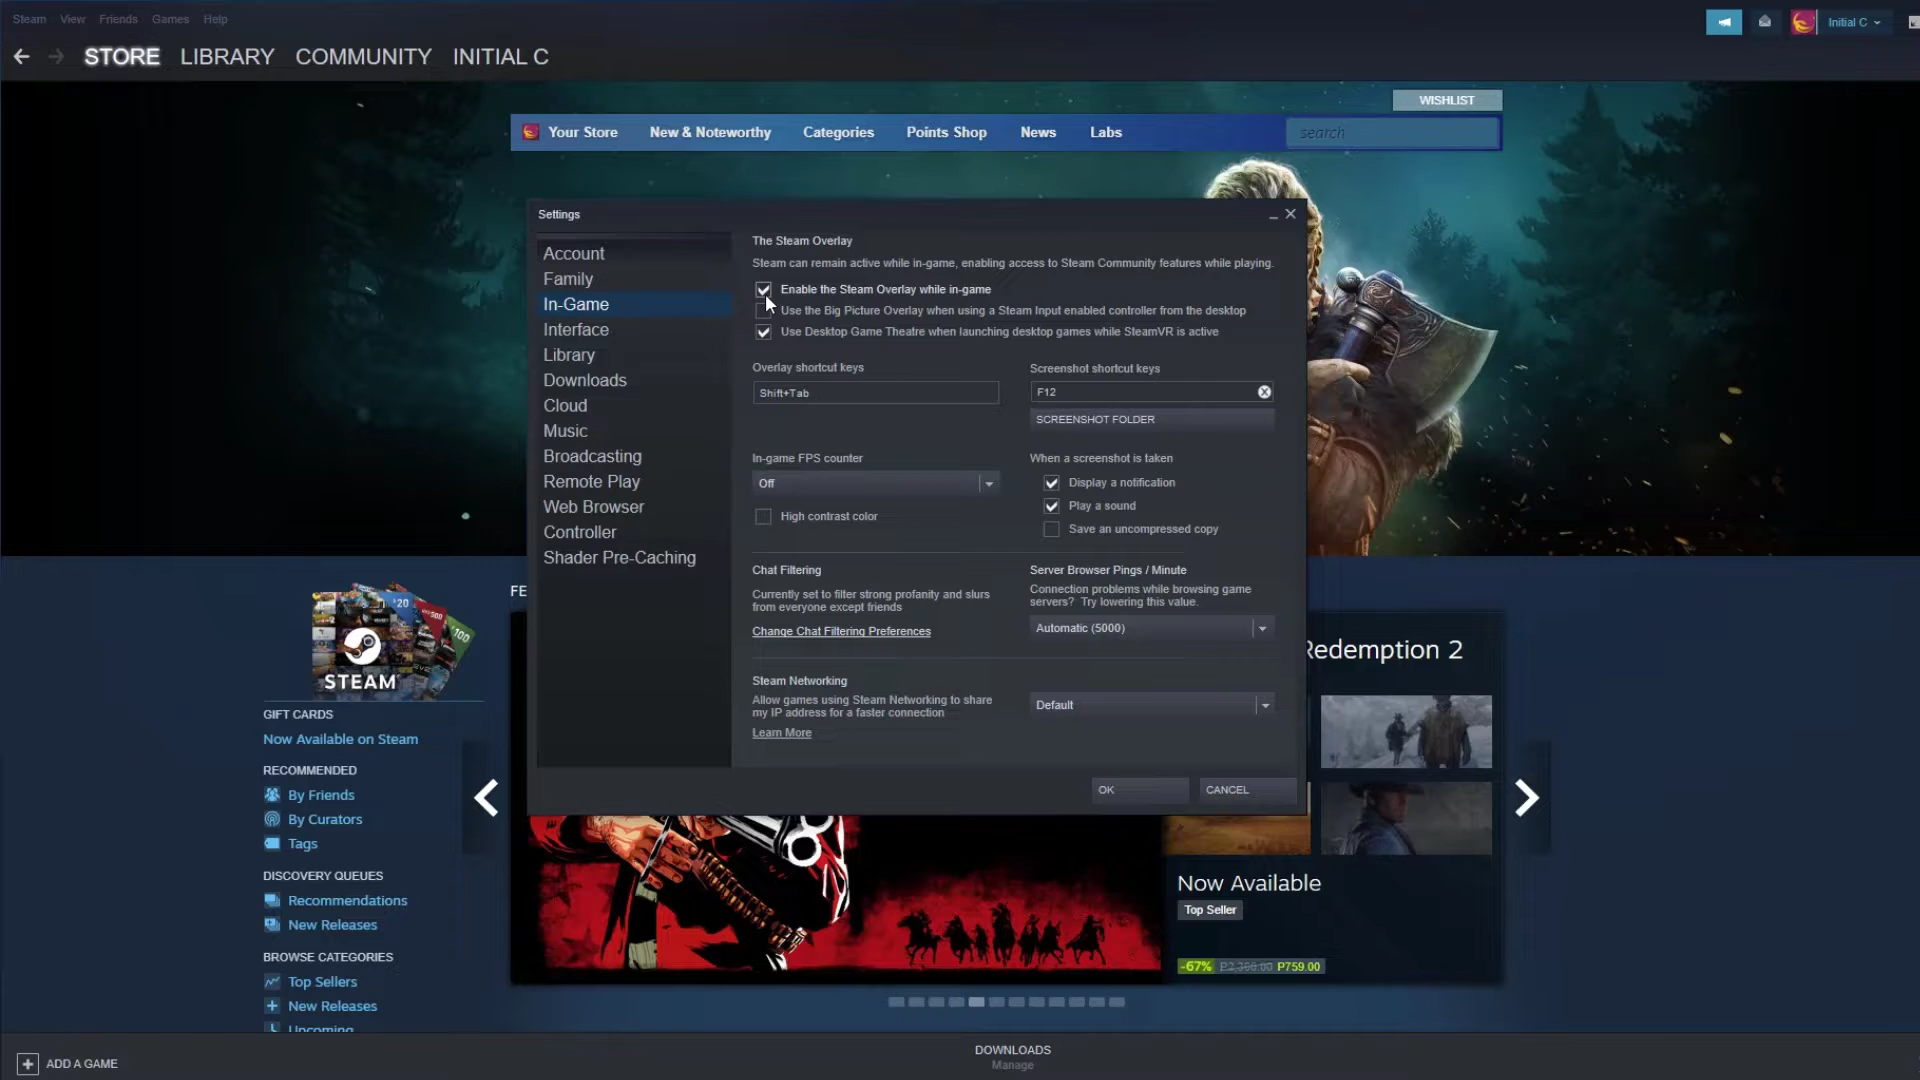 Steam View Friends Games Help
Initial C
STORE LIBRARY COMMUNITY INITIAL C
WISHLIST
Your Store New & Noteworthy Categories Points Shop News Labs search
Settings
Account
Family
In-Game
Interface
Library
Downloads
Cloud
Music
Broadcasting
Remote Play
Web Browser
Controller
Shader Pre-Caching
The Steam Overlay
Steam can remain active while in-game, enabling access to Steam Community features while playing.
Enable the Steam Overlay while in-game
Use the Big Picture Overlay when using a Steam Input enabled controller from the desktop
Use Desktop Game Theatre when launching desktop games while SteamVR is active
Overlay shortcut keys
Shift+Tab
Screenshot shortcut keys
F12
SCREENSHOT FOLDER
In-game FPS counter
Off
High contrast color
When a screenshot is taken
Display a notification
Play a sound
Save an uncompressed copy
Chat Filtering
Currently set to filter strong profanity and slurs
from everyone except friends
Change Chat Filtering Preferences
Server Browser Pings / Minute
Connection problems while browsing game
servers? Try lowering this value.
Automatic (5000)
Steam Networking
Allow games using Steam Networking to share
my IP address for a faster connection
Learn More
Default
OK CANCEL
FE
$20
$100
STEAM
GIFT CARDS
Now Available on Steam
RECOMMENDED
By Friends
By Curators
Tags
DISCOVERY QUEUES
Recommendations
New Releases
BROWSE CATEGORIES
Top Sellers
New Releases
Upcoming
Redemption 2
Now Available
Top Seller
-67% P759.00
ADD A GAME
DOWNLOADS
Manage